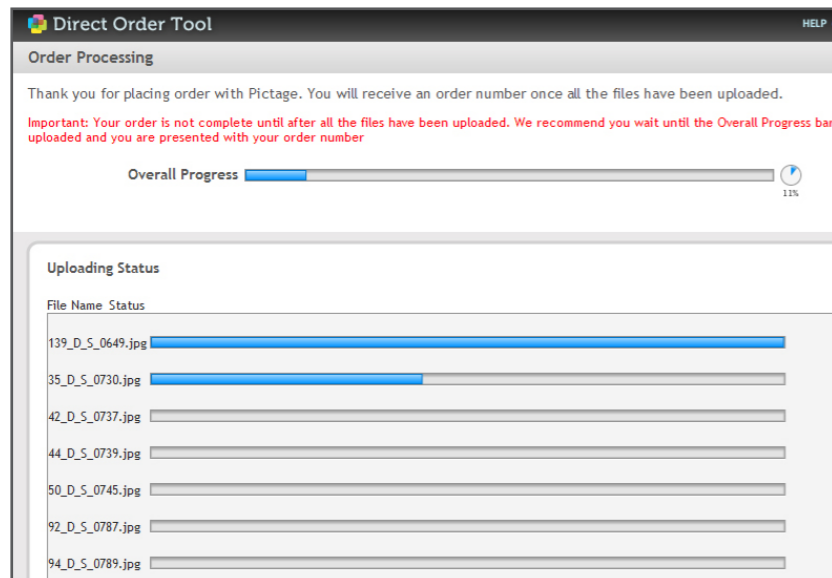 Direct Order Tool
HELP
Order Processing
Thank you for placing order with Pictage. You will receive an order number once all the files have been uploaded.
Important: Your order is not complete until after all the files have been uploaded. We recommend you wait until the Overall Progress bar
uploaded and you are presented with your order number
Overall Progress
11%
Uploading Status
File Name Status
139_D_S_0649.jpg
35_D_S_0730.jpg
42_D_S_0737.jpg
44_D_S_0739.jpg
50_D_S_0745.jpg
92_D_S_0787.jpg
94_D_S_0789.jpg